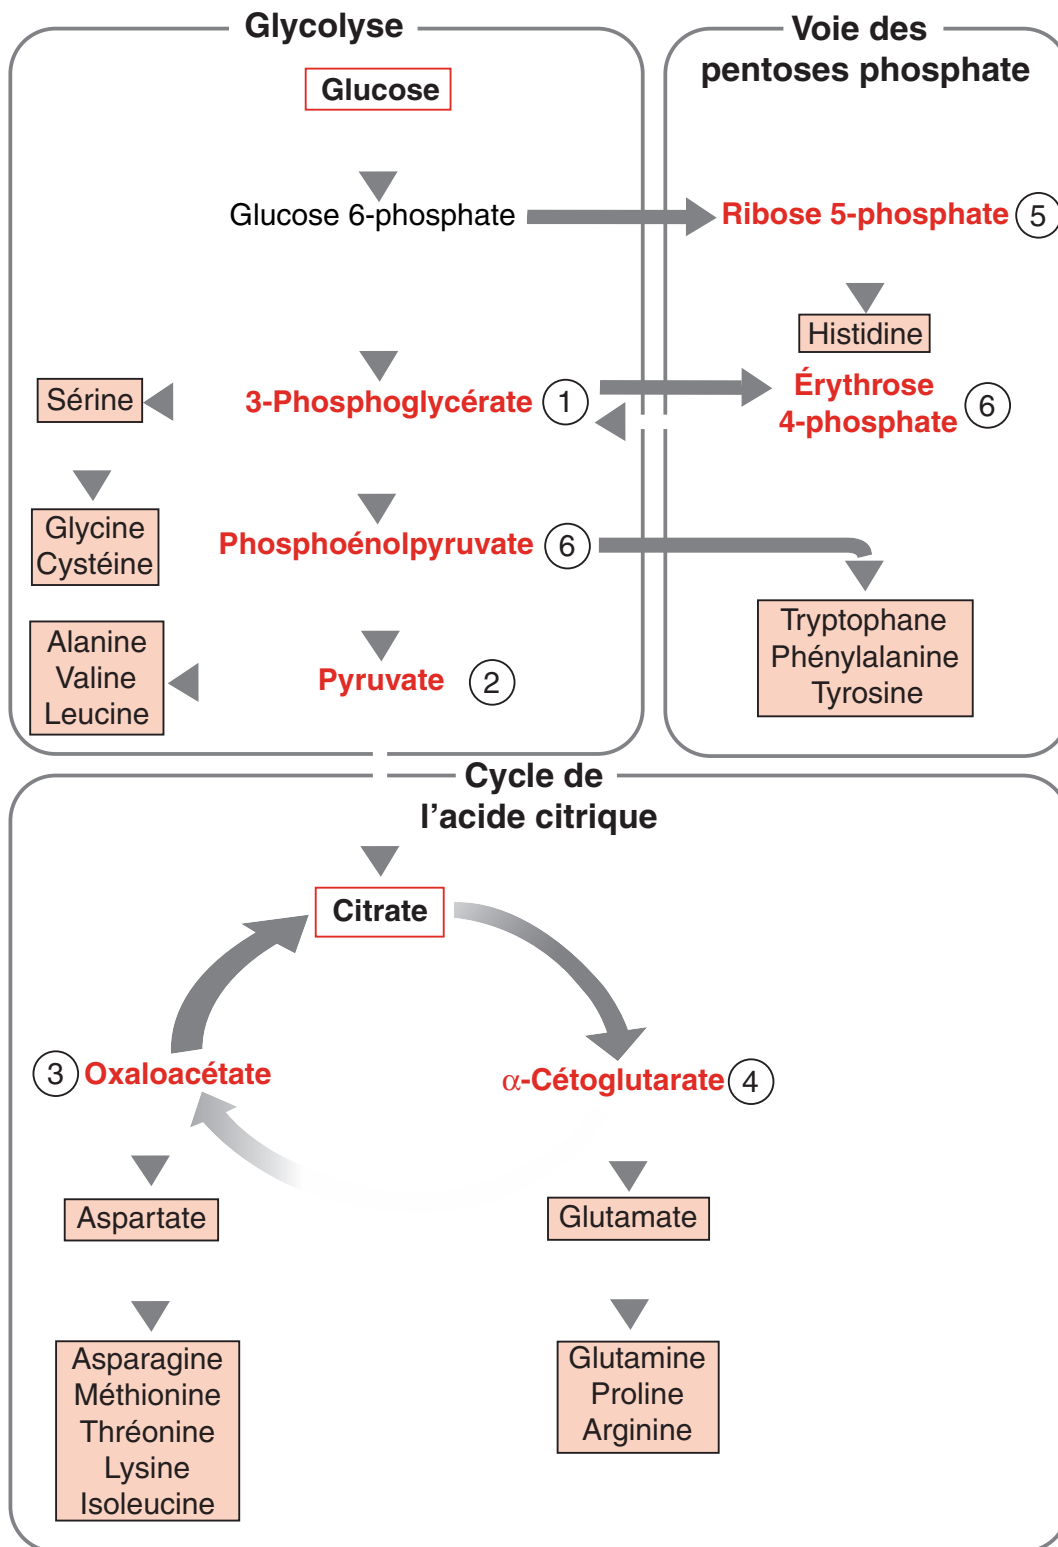 Glycolyse
Glucose
Glucose 6-phosphate
Sérine
3-Phosphoglycérate 1
Glycine
Cystéine
Phosphoénolpyruvate 6
Alanine
Valine
Leucine
Pyruvate 2
Voie des
pentoses phosphate
Ribose 5-phosphate 5
Histidine
Érythrose
4-phosphate 6
Tryptophane
Phénylalanine
Tyrosine
Cycle de
l’acide citrique
Citrate
3 Oxaloacétate
α-Cétoglutarate 4
Aspartate
Glutamate
Asparagine
Méthionine
Thréonine
Lysine
Isoleucine
Glutamine
Proline
Arginine